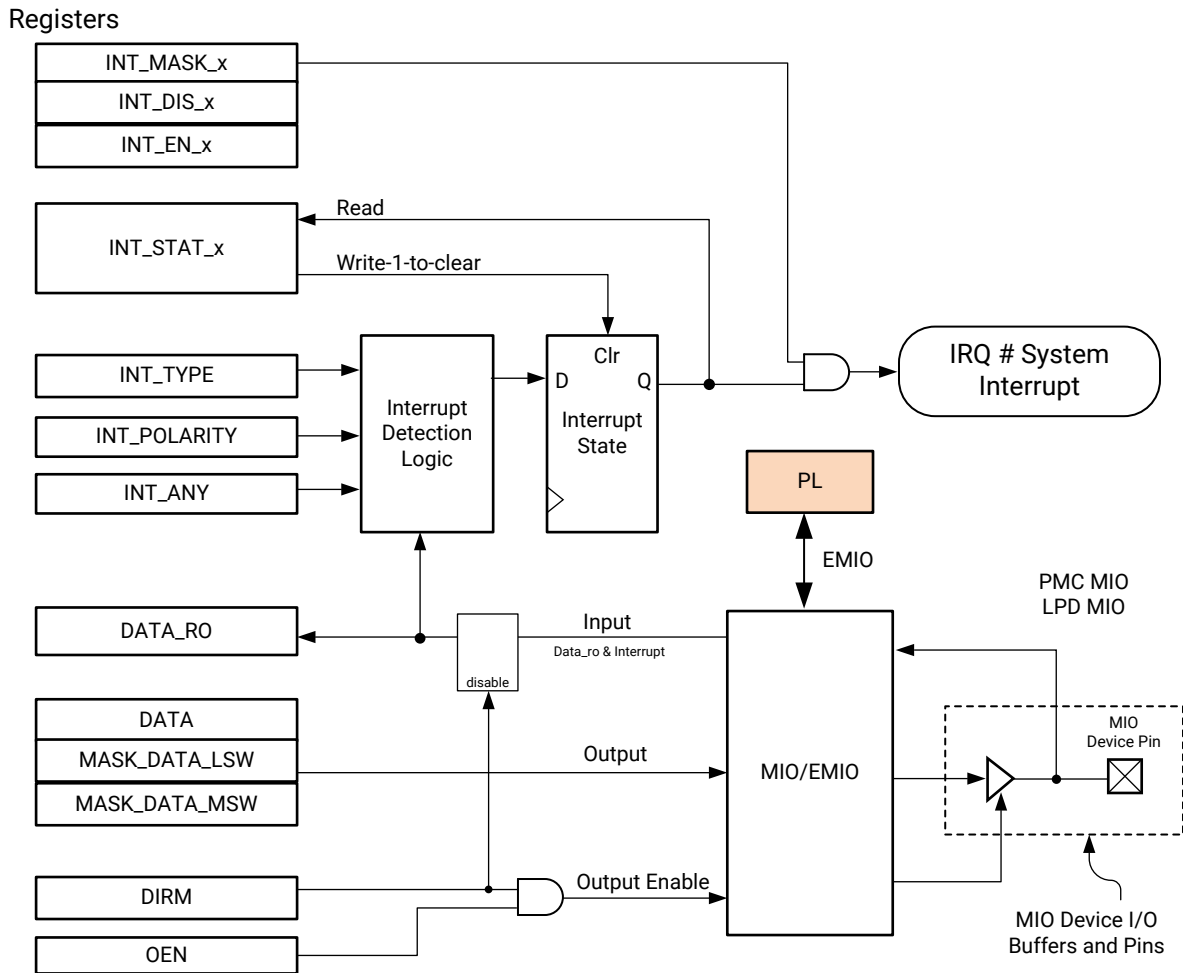 Registers
INT_MASK_x
INT_DIS_x
INT_EN_x
INT_STAT_x
Read
Write-1-to-clear
INT_TYPE
INT_POLARITY
INT_ANY
Interrupt
Detection
Logic
Clr
D
Q
Interrupt
State
IRQ # System
Interrupt
PL
EMIO
PMC MIO
LPD MIO
DATA_RO
disable
Input
Data_ro & Interrupt
DATA
MASK_DATA_LSW
MASK_DATA_MSW
Output
MIO/EMIO
MIO
Device Pin
DIRM
OEN
Output Enable
MIO Device I/O
Buffers and Pins